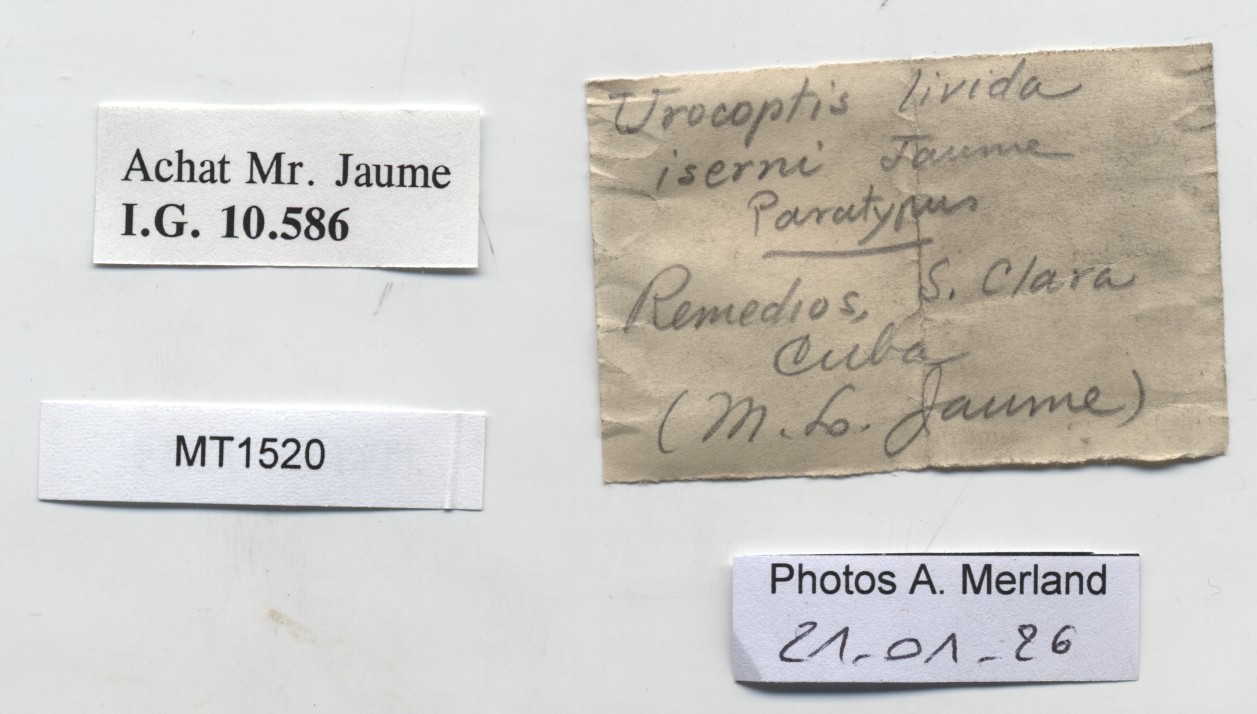 Achat Mr. Jaume
I.G. 10.586
MT1520
Urocoptis livida
iserni Jaume
Paratypus
Remedios, S. Clara
Cuba
(M. L. Jaume)
Photos A. Merland
21-01-26